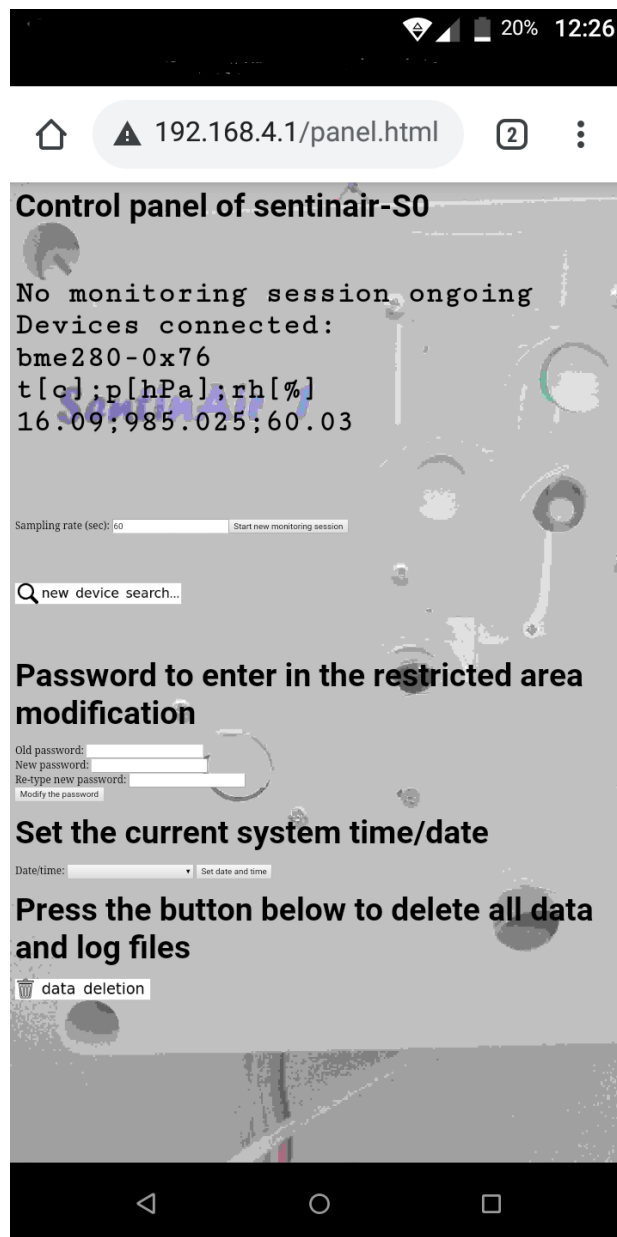 20% 12:26
192.168.4.1/panel.html 2
Control panel of sentinair-S0
No monitoring session ongoing
Devices connected:
bme280-0x76
t[c];p[hPa];rh[%]
SentinAir
16.09;985.025;60.03
Sampling rate (sec): 60 Start new monitoring session
new device search...
Password to enter in the restricted area
modification
Old password:
New password:
Re-type new password:
Modify the password
Set the current system time/date
Date/time: Set date and time
Press the button below to delete all data
and log files
data deletion